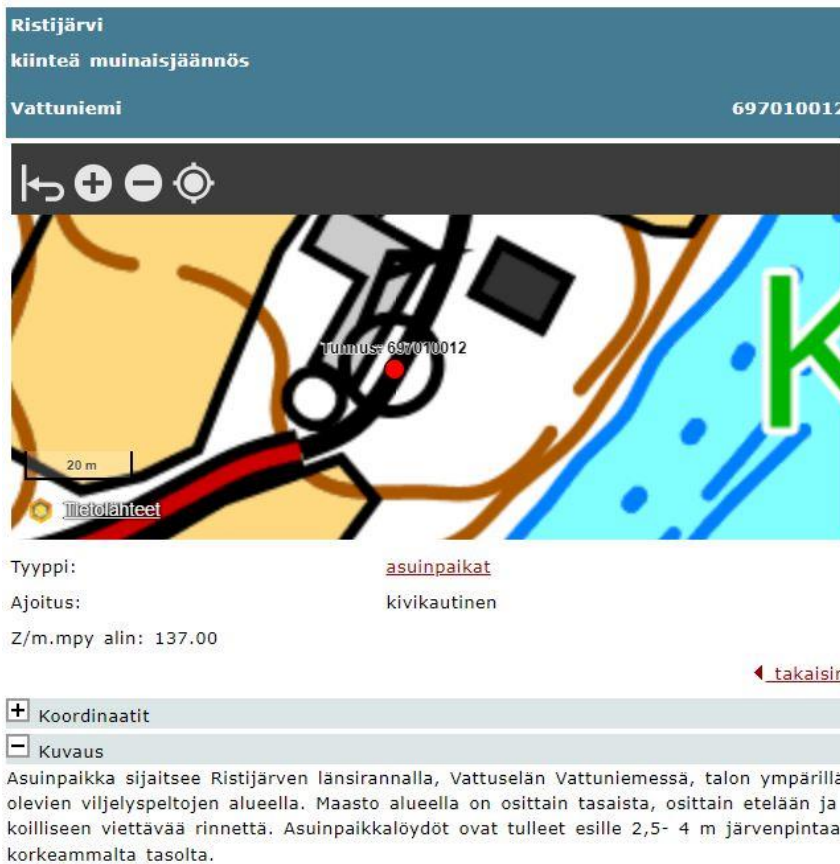 Ristijärvi
kiinteä muinaisjäännös
Vattuniemi 697010012
Tunnus: 697010012
K
20 m
Tietolähteet
Tyyppi: asuinpaikat
Ajoitus: kivikautinen
Z/m.mpy alin: 137.00
takaisin
Koordinaatit
Kuvaus
Asuinpaikka sijaitsee Ristijärven länsirannalla, Vattuselän Vattuniemessä, talon ympärillä
olevien viljelyspeltojen alueella. Maasto alueella on osittain tasaista, osittain etelään ja
koilliseen viettävää rinnettä. Asuinpaikkalöydöt ovat tulleet esille 2,5- 4 m järvenpintaa
korkeammalta tasolta.